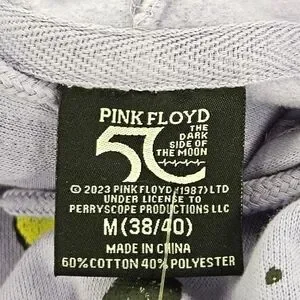 PINK FLOYD
50
THE
DARK
SIDE OF
THE MOON
© 2023 PINK FLOYD (1987) LTD
UNDER LICENSE TO
PERRYSCOPE PRODUCTIONS LLC
M (38/40)
MADE IN CHINA
60% COTTON 40% POLYESTER